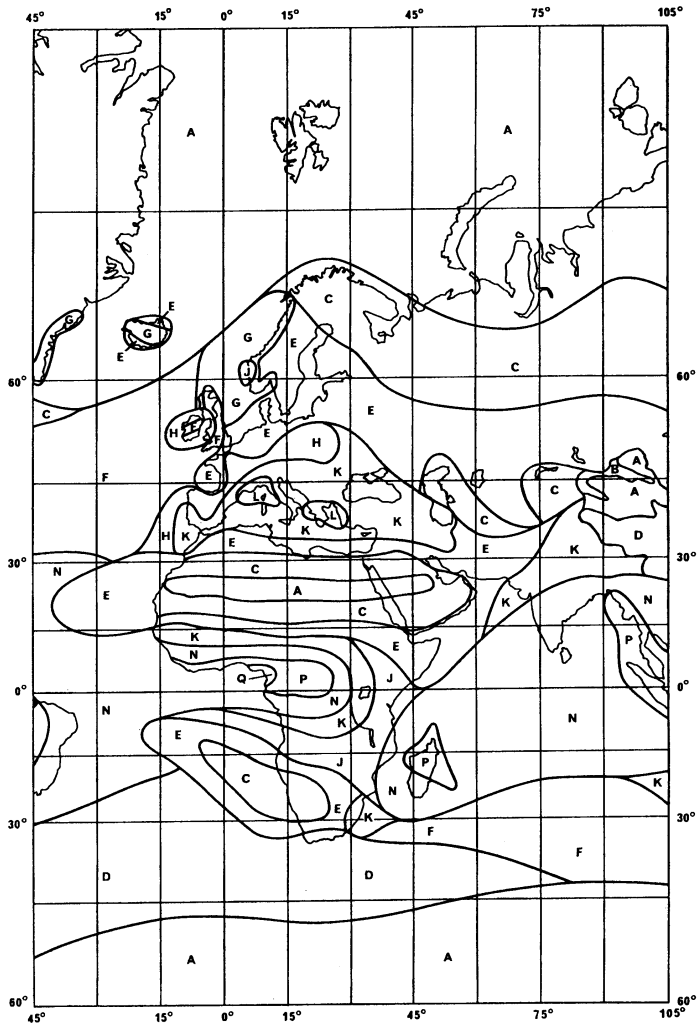 45° 15° 0° 15° 45° 75° 105°
A A
E
G G C
G E
E
J C
60° 60°
C G E
H E F E H
F E K B A
L C A
L K C D
H K E K E K
30° 30°
N C
E A K N
C
K E P
N
Q P J
0° 0°
N N
K N
E
J P
C K
N
E K
30° 30°
F
F
D D
A A
60° 60°
45° 15° 0° 15° 45° 75° 105°